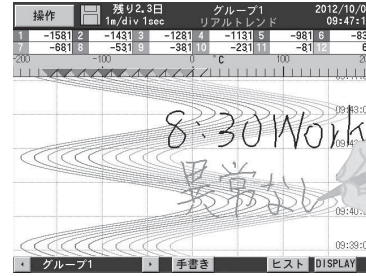 操作
残り2.3日
1m/div 1sec
グループ1
リアルトレンド
2012/10/0
09:47:1
1 -1581 2 -1431 3 -1281 4 -1131 5 -981 6 -83
7 -681 8 -531 9 -381 10 -231 11 -81 12 6
-200 -100 0 °C 100 200
09:43:0
8:30 Work
異常なし
09:40:
09:39:0
グループ1 手書き ヒスト DISPLAY